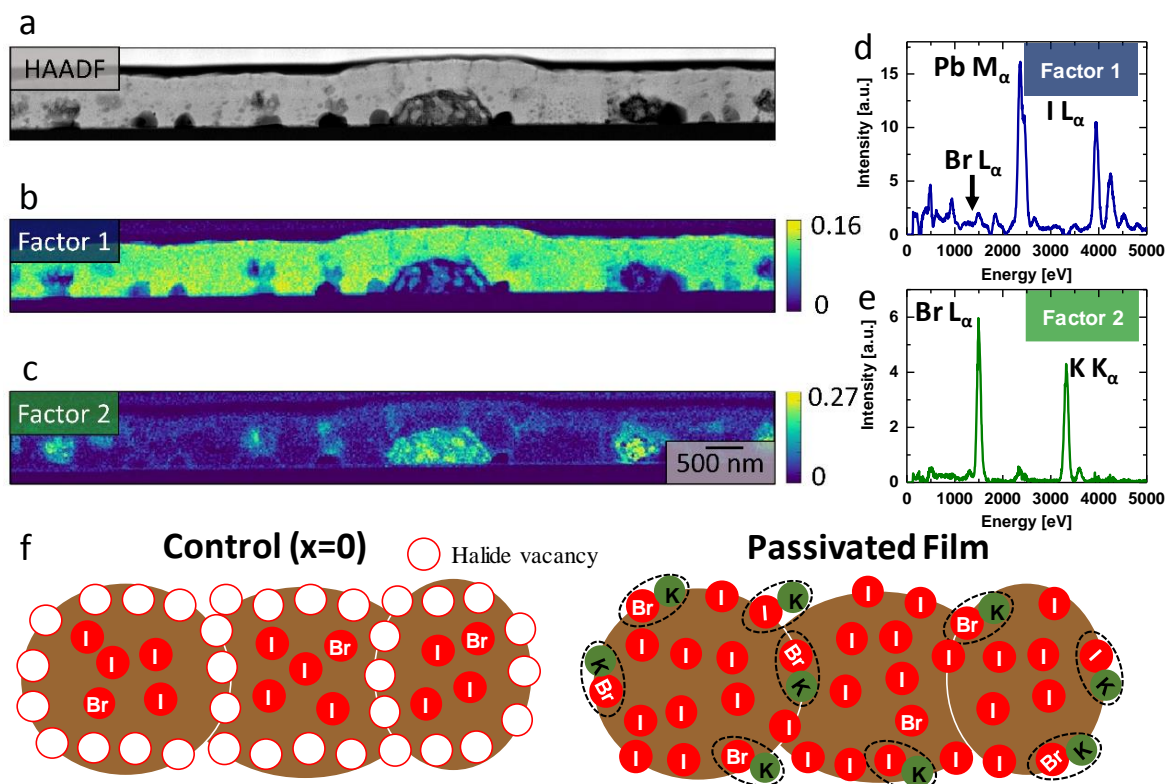 a
HAADF
b
Factor 1
0.16
0
c
Factor 2
0.27
0
500 nm
d
Pb Mα
Factor 1
I Lα
Br Lα
Intensity [a.u.]
15
10
5
0
0 1000 2000 3000 4000 5000
Energy [eV]
e
Br Lα
Factor 2
K Kα
Intensity [a.u.]
6
4
2
0
0 1000 2000 3000 4000 5000
Energy [eV]
f
Control (x=0)
Halide vacancy
Passivated Film
I I I I Br I
I I I Br I
I Br I I
Br K I I K I I Br K I
I I I I I I I
K Br I I I Br K I I I I I I K
I I I I I Br I I
I I I Br K I I I K I I Br K